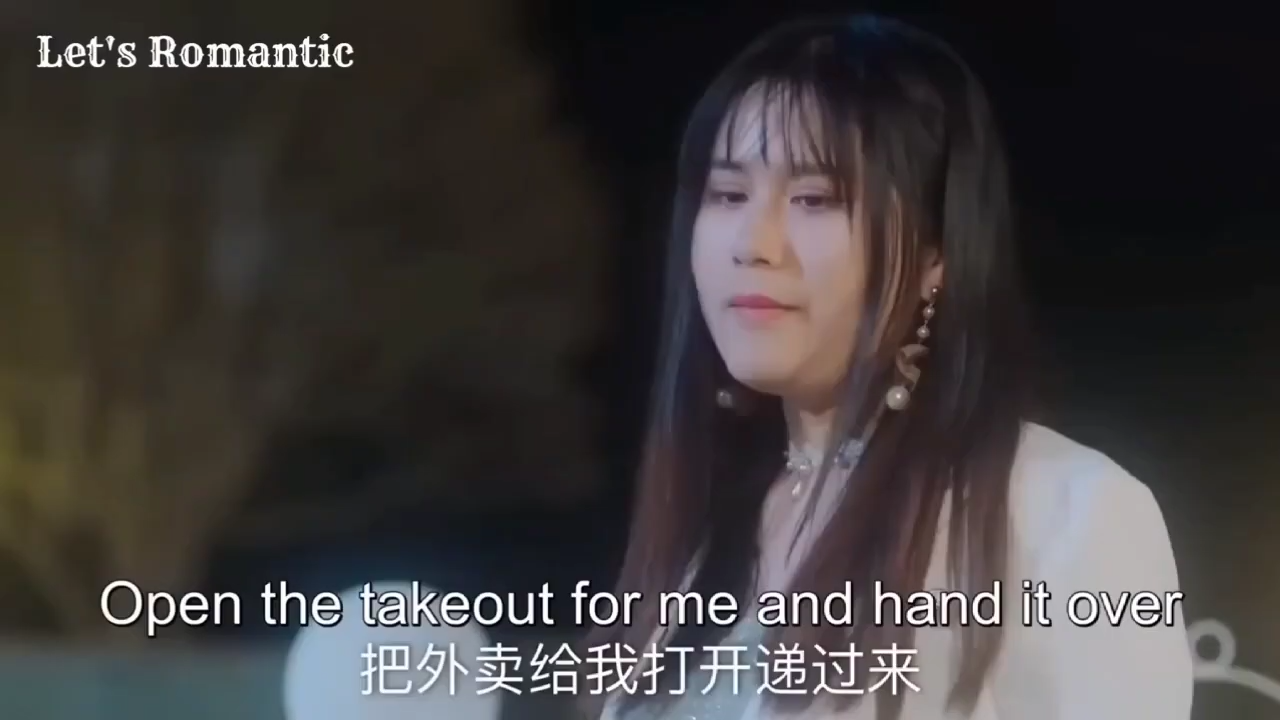 Let's Romantic
Open the takeout for me and hand it over
把外卖给我打开递过来